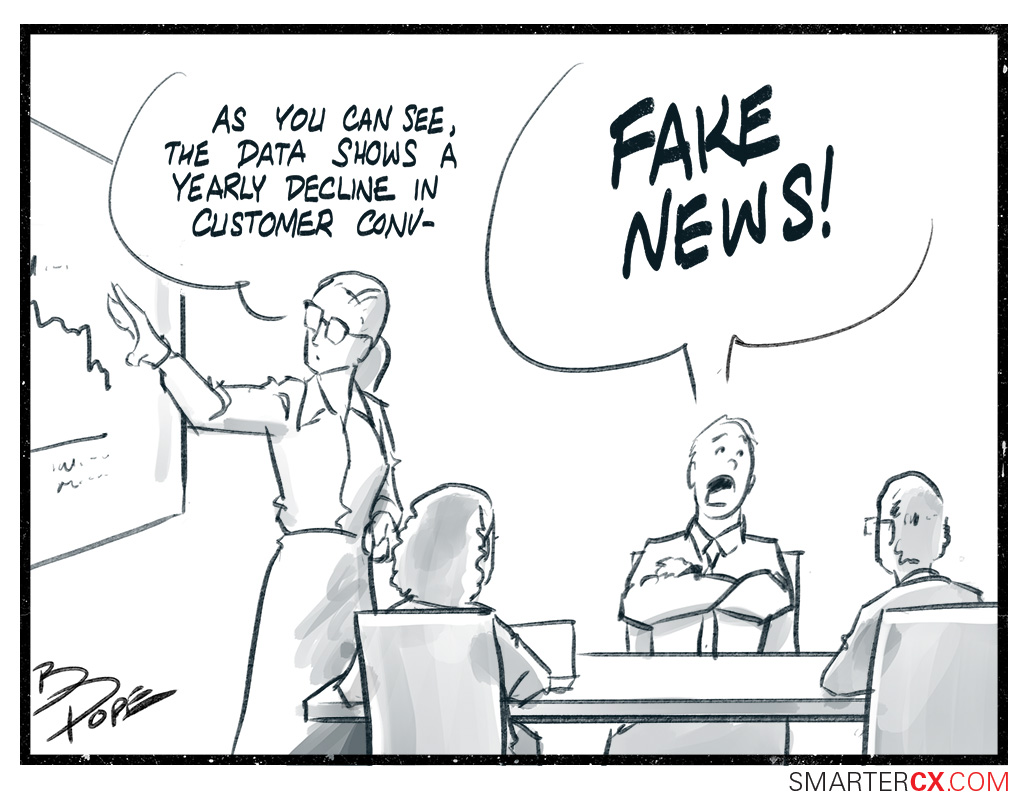 AS YOU CAN SEE,
THE DATA SHOWS A
YEARLY DECLINE IN
CUSTOMER CONV-
FAKE
NEWS!
B POPE
SMARTERCX.COM